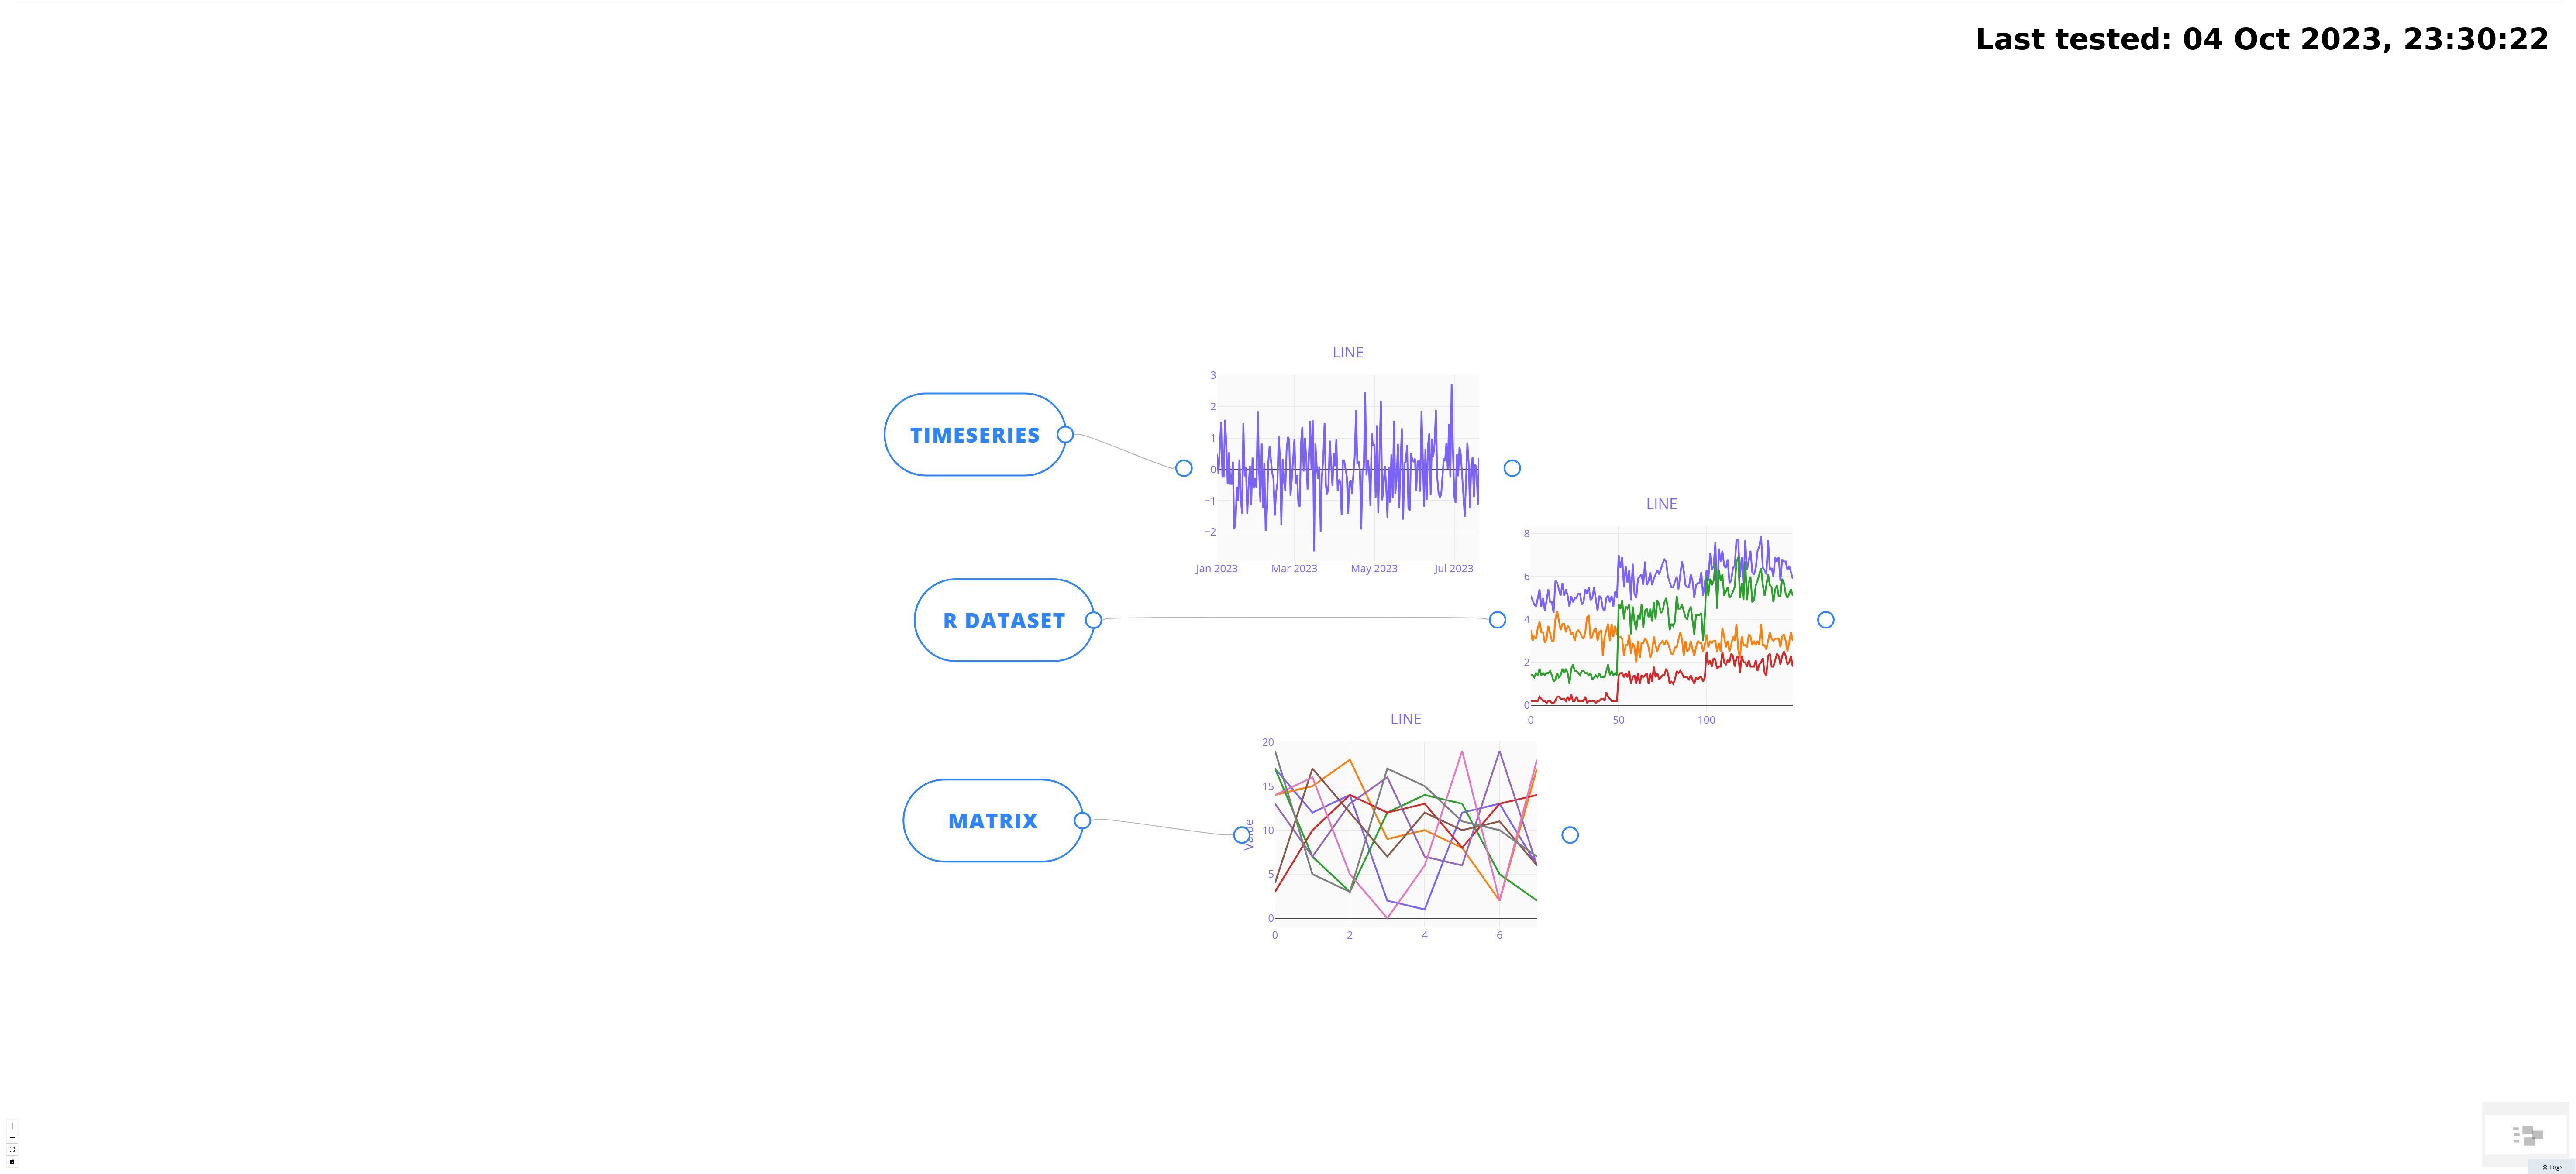 Last tested: 04 Oct 2023, 23:30:22
LINE
3
2
1
0
−1
−2
Jan 2023 Mar 2023 May 2023 Jul 2023
TIMESERIES
LINE
8
6
4
2
0
0 50 100
R DATASET
LINE
20
15
10
5
0
0 2 4 6
MATRIX
Logs